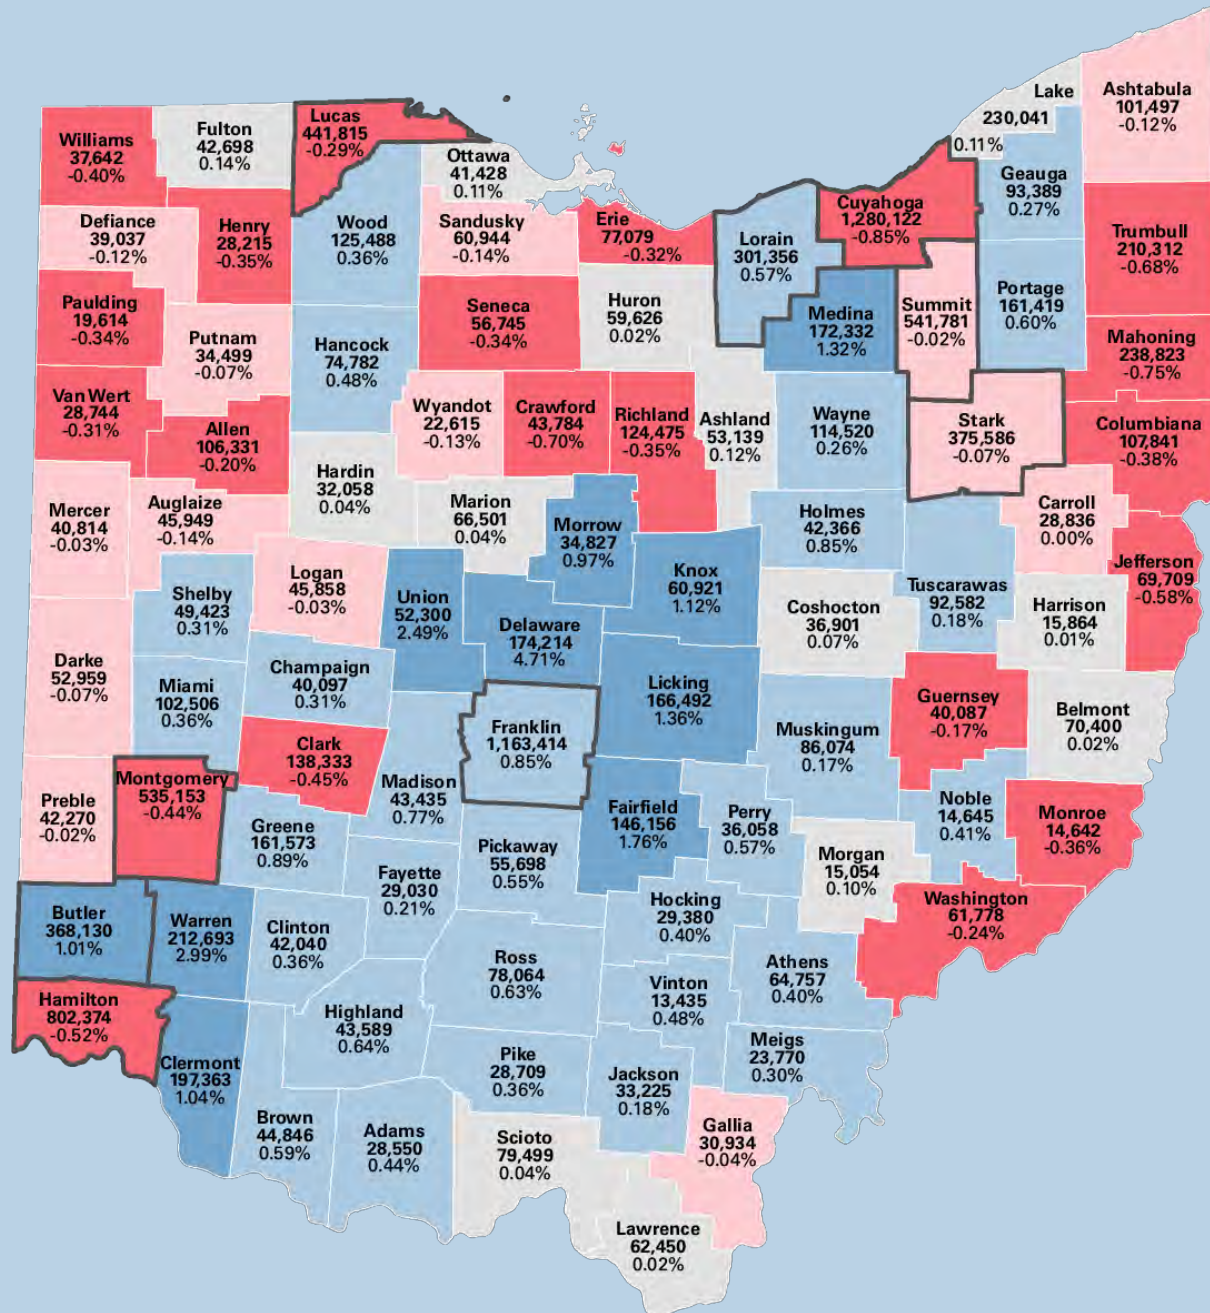 Lake
230,041
0.11%
Ashtabula
101,497
-0.12%
Lucas
441,815
-0.29%
Fulton
42,698
0.14%
Williams
37,642
-0.40%
Ottawa
41,428
0.11%
Geauga
93,389
0.27%
Cuyahoga
1,280,122
-0.85%
Defiance
39,037
-0.12%
Henry
28,215
-0.35%
Wood
125,488
0.36%
Sandusky
60,944
-0.14%
Erie
77,079
-0.32%
Lorain
301,356
0.57%
Trumbull
210,312
-0.68%
Paulding
19,614
-0.34%
Seneca
56,745
-0.34%
Huron
59,626
0.02%
Medina
172,332
1.32%
Summit
541,781
-0.02%
Portage
161,419
0.60%
Putnam
34,499
-0.07%
Hancock
74,782
0.48%
Mahoning
238,823
-0.75%
Van Wert
28,744
-0.31%
Allen
106,331
-0.20%
Wyandot
22,615
-0.13%
Crawford
43,784
-0.70%
Richland
124,475
-0.35%
Ashland
53,139
0.12%
Wayne
114,520
0.26%
Stark
375,586
-0.07%
Columbiana
107,841
-0.38%
Hardin
32,058
0.04%
Mercer
40,814
-0.03%
Auglaize
45,949
-0.14%
Marion
66,501
0.04%
Morrow
34,827
0.97%
Holmes
42,366
0.85%
Carroll
28,836
0.00%
Jefferson
69,709
-0.58%
Shelby
49,423
0.31%
Logan
45,858
-0.03%
Union
52,300
2.49%
Delaware
174,214
4.71%
Knox
60,921
1.12%
Coshocton
36,901
0.07%
Tuscarawas
92,582
0.18%
Harrison
15,864
0.01%
Darke
52,959
-0.07%
Miami
102,506
0.36%
Champaign
40,097
0.31%
Licking
166,492
1.36%
Guernsey
40,087
-0.17%
Belmont
70,400
0.02%
Clark
138,333
-0.45%
Franklin
1,163,414
0.85%
Muskingum
86,074
0.17%
Preble
42,270
-0.02%
Montgomery
535,153
-0.44%
Madison
43,435
0.77%
Fairfield
146,156
1.76%
Perry
36,058
0.57%
Noble
14,645
0.41%
Monroe
14,642
-0.36%
Greene
161,573
0.89%
Pickaway
55,698
0.55%
Morgan
15,054
0.10%
Fayette
29,030
0.21%
Butler
368,130
1.01%
Warren
212,693
2.99%
Clinton
42,040
0.36%
Hocking
29,380
0.40%
Washington
61,778
-0.24%
Ross
78,064
0.63%
Vinton
13,435
0.48%
Athens
64,757
0.40%
Hamilton
802,374
-0.52%
Highland
43,589
0.64%
Clermont
197,363
1.04%
Pike
28,709
0.36%
Jackson
33,225
0.18%
Meigs
23,770
0.30%
Brown
44,846
0.59%
Adams
28,550
0.44%
Scioto
79,499
0.04%
Gallia
30,934
-0.04%
Lawrence
62,450
0.02%